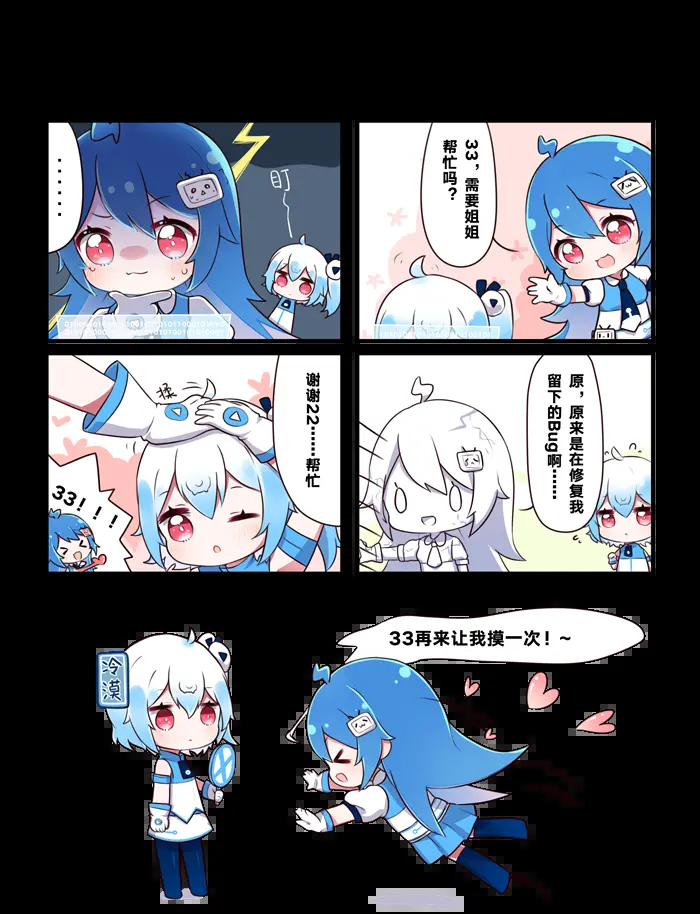 33，需要姐姐
帮忙吗？
盯——
......
原，原来是在修复我
留下的Bug啊……
谢谢22……帮忙
揉
33！！！
冷漠
33再来让我摸一次！~